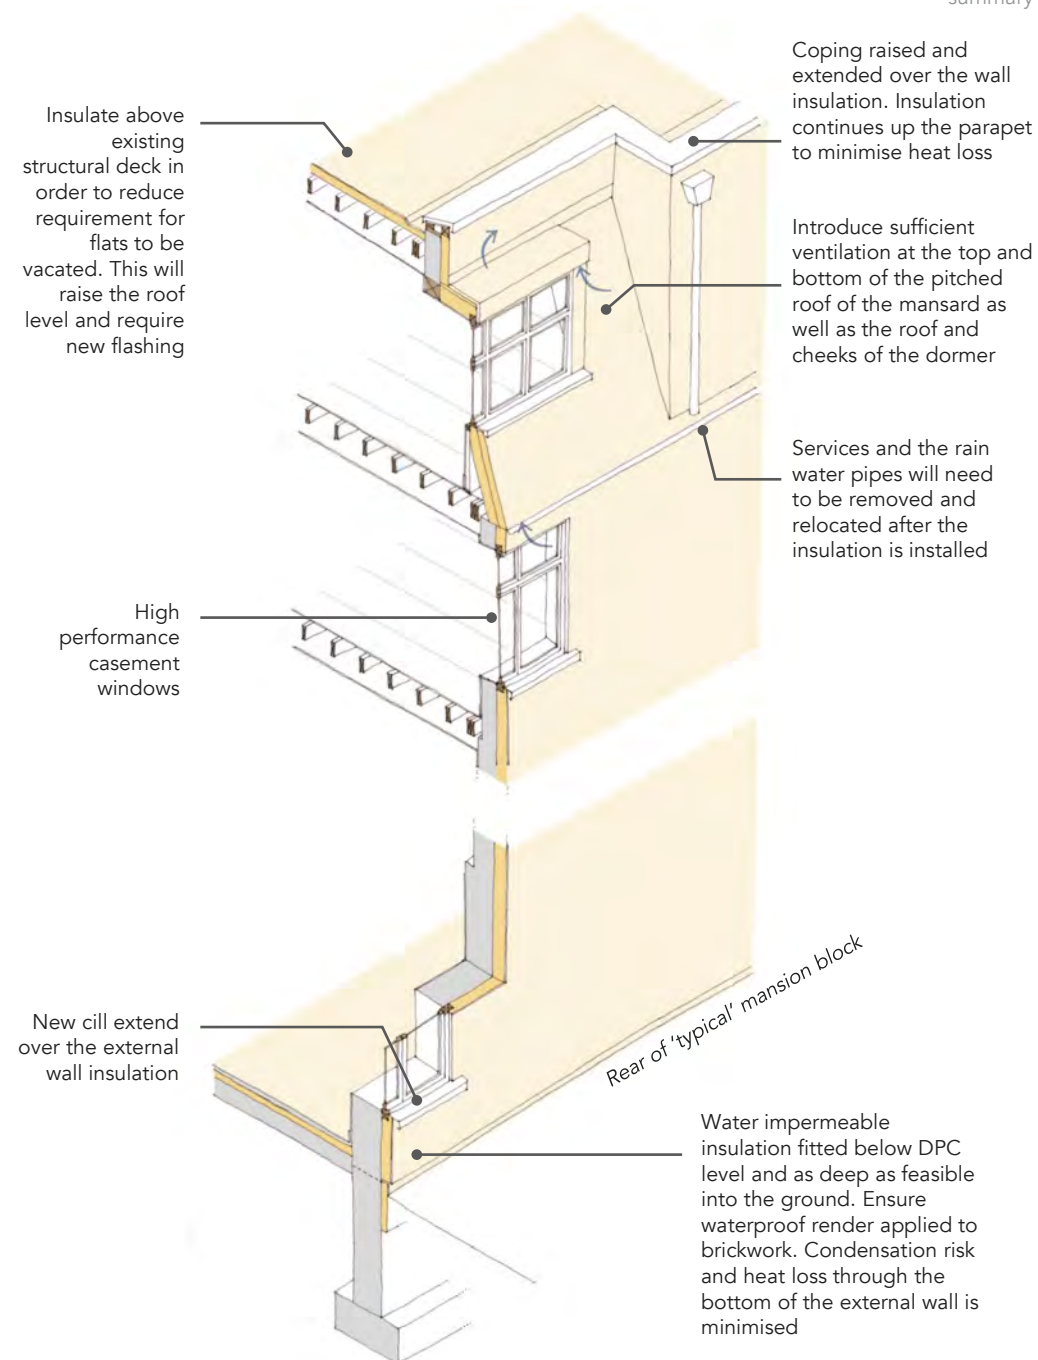 summary
Insulate above
existing
structural deck in
order to reduce
requirement for
flats to be
vacated. This will
raise the roof
level and require
new flashing
Coping raised and
extended over the wall
insulation. Insulation
continues up the parapet
to minimise heat loss
Introduce sufficient
ventilation at the top and
bottom of the pitched
roof of the mansard as
well as the roof and
cheeks of the dormer
Services and the rain
water pipes will need
to be removed and
relocated after the
insulation is installed
High
performance
casement
windows
New cill extend
over the external
wall insulation
Rear of 'typical' mansion block
Water impermeable
insulation fitted below DPC
level and as deep as feasible
into the ground. Ensure
waterproof render applied to
brickwork. Condensation risk
and heat loss through the
bottom of the external wall is
minimised